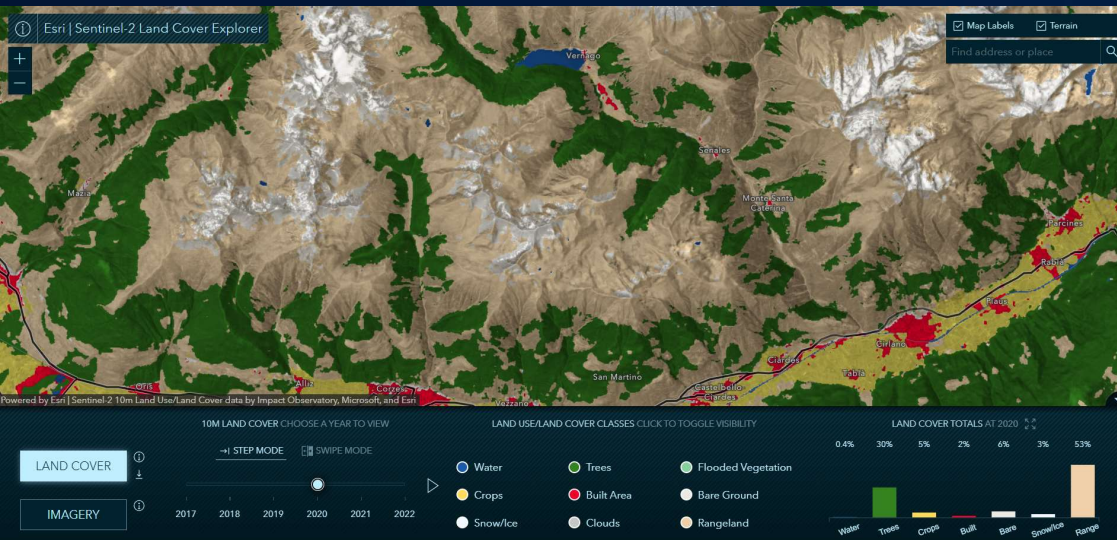 Esri | Sentinel-2 Land Cover Explorer
Map Labels
Terrain
+
Find address or place
−
Vernago
Senales
Mazia
Monte Santa
Caterina
Parcines
Rabla
Plaus
Cirlano
Ciardes
Tabla
San Martino
Oris
Alliz
Corzes
Castelbello-
Ciardes
Vezzano
Powered by Esri | Sentinel-2 10m Land Use/Land Cover data by Impact Observatory, Microsoft, and Esri
10M LAND COVER CHOOSE A YEAR TO VIEW
LAND USE/LAND COVER CLASSES CLICK TO TOGGLE VISIBILITY
LAND COVER TOTALS AT 2020
STEP MODE
SWIPE MODE
0.4% 30% 5% 2% 6% 3% 53%
LAND COVER
Water
Trees
Flooded Vegetation
Crops
Built Area
Bare Ground
IMAGERY
2017 2018 2019 2020 2021 2022
Snow/Ice
Clouds
Rangeland
Water Trees Crops Built Bare Snow/Ice Range